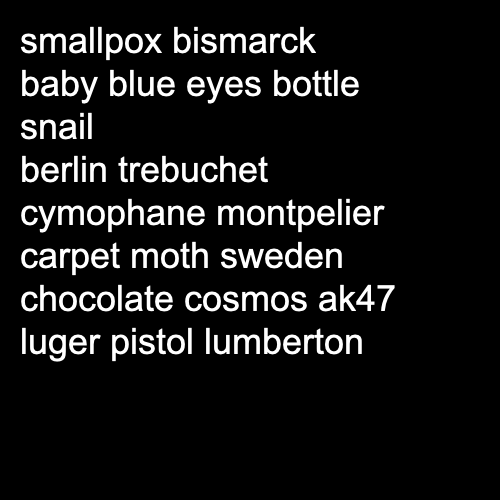 smallpox bismarck
baby blue eyes bottle
snail
berlin trebuchet
cymophane montpelier
carpet moth sweden
chocolate cosmos ak47
luger pistol lumberton